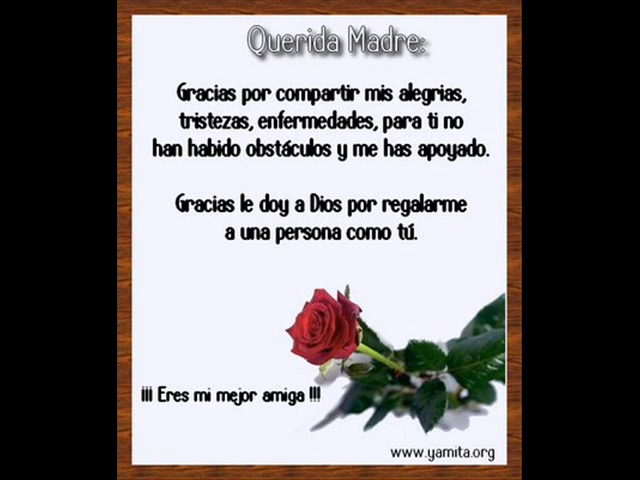 Querida Madre:
Gracias por compartir mis alegrias,
tristezas, enfermedades, para ti no
han habido obstáculos y me has apoyado.
Gracias le doy a Dios por regalarme
a una persona como tú.
¡¡¡ Eres mi mejor amiga !!!
www.yamita.org